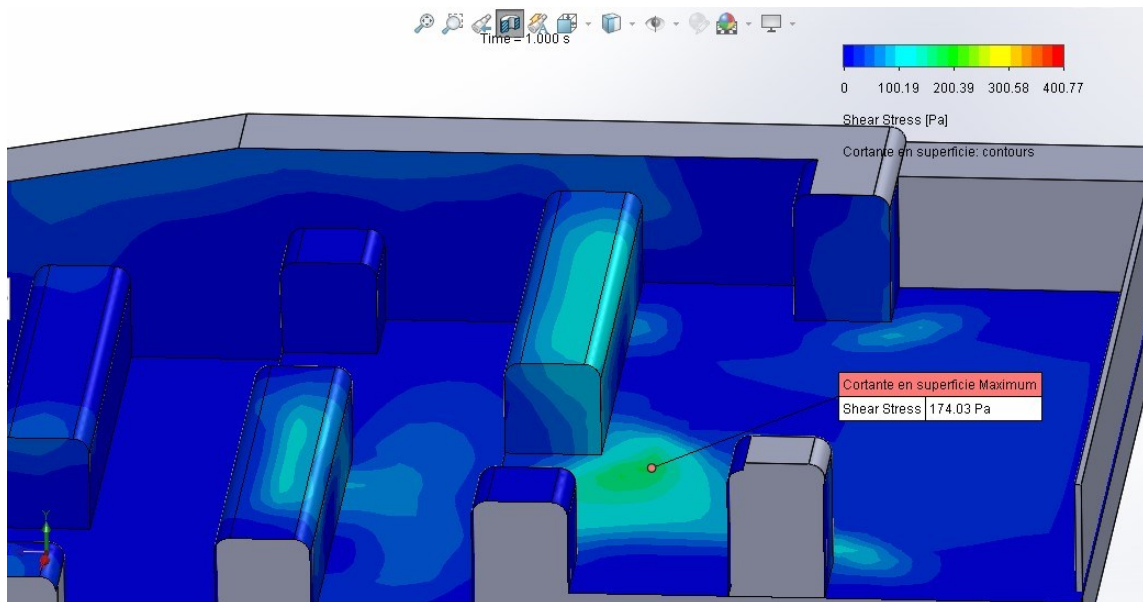 Time = 1.000 s
0 100.19 200.39 300.58 400.77
Shear Stress [Pa]
Cortante en superficie: contours
Cortante en superficie Maximum
Shear Stress 174.03 Pa
Y